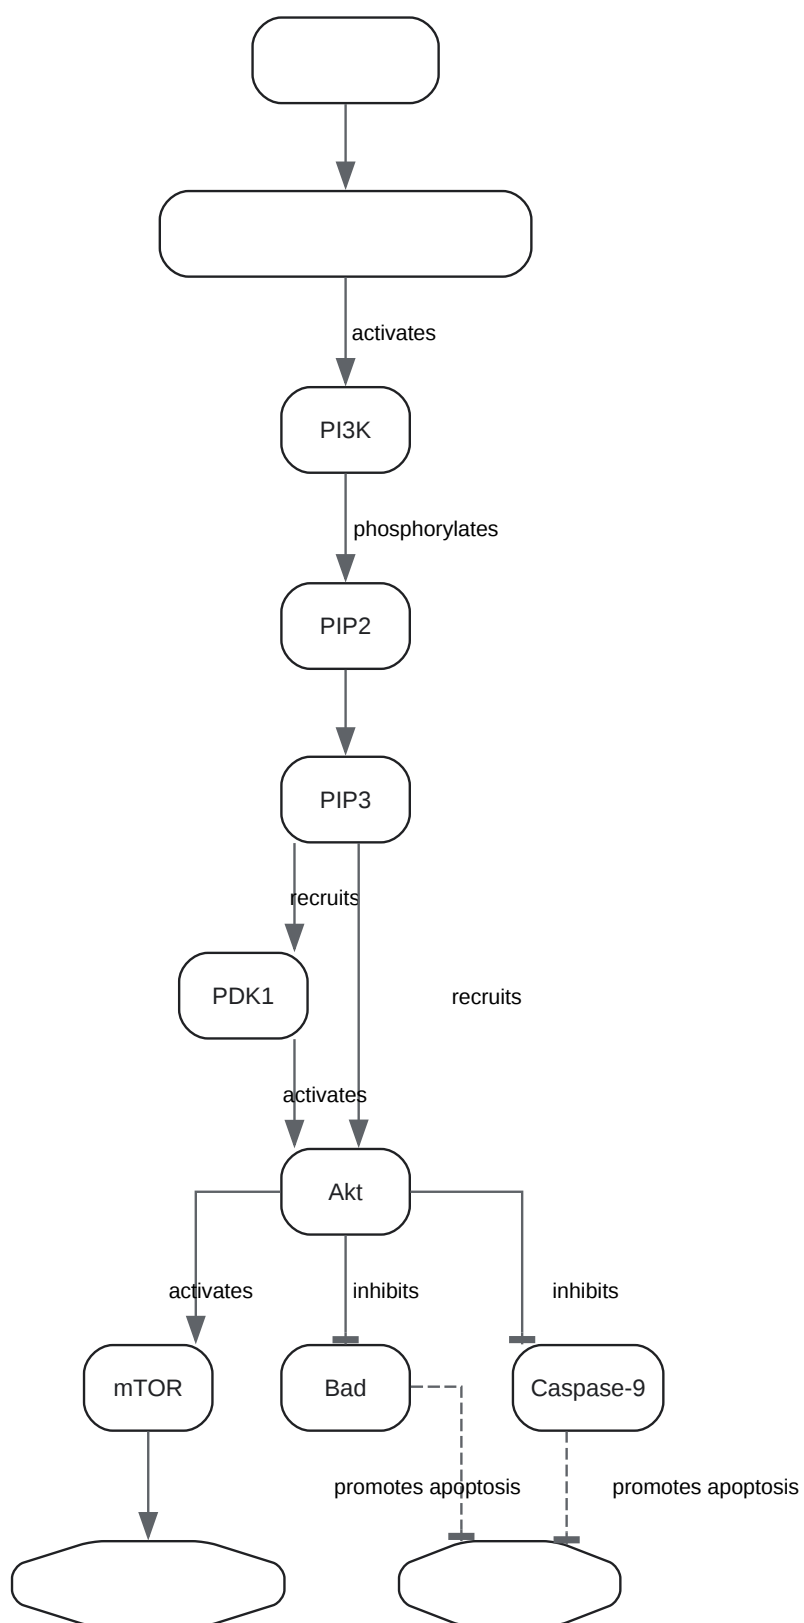 activates
PI3K
phosphorylates
PIP2
PIP3
recruits
PDK1
recruits
activates
Akt
activates
inhibits
inhibits
mTOR
Bad
Caspase-9
promotes apoptosis
promotes apoptosis